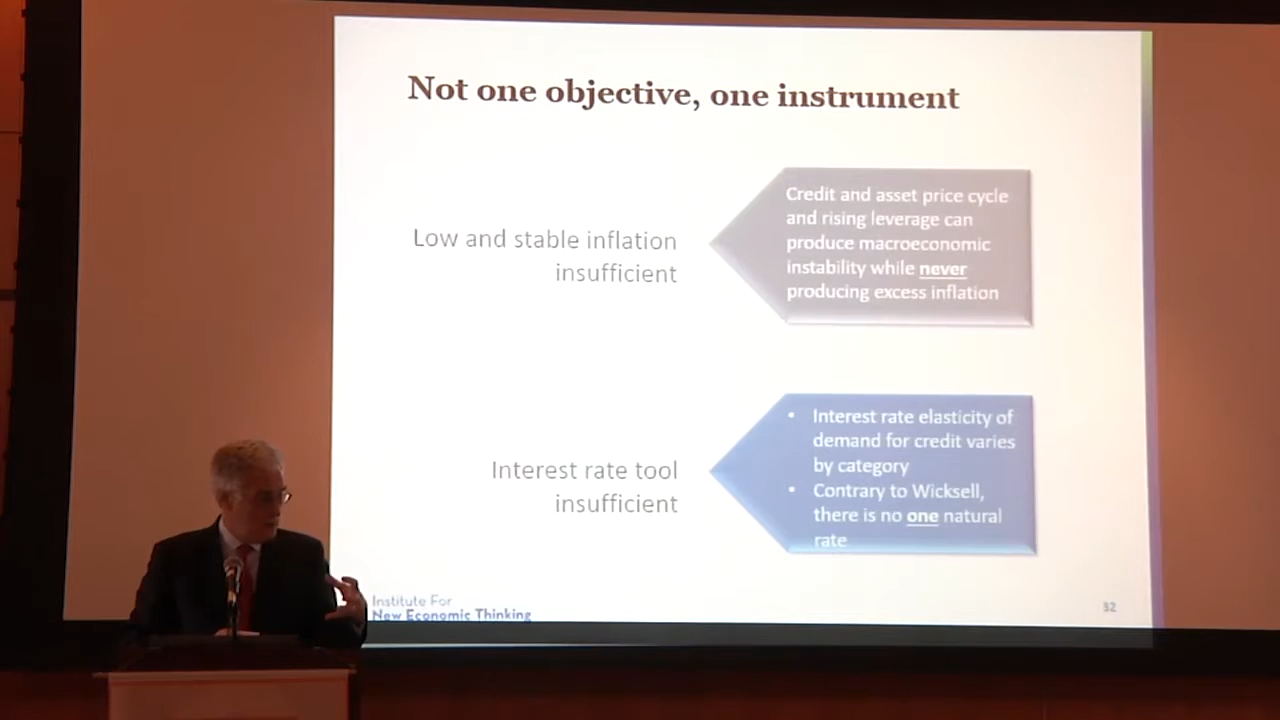 Not one objective, one instrument
Low and stable inflation
insufficient
Credit and asset price cycle
and rising leverage can
produce macroeconomic
instability while never
producing excess inflation
Interest rate tool
insufficient
• Interest rate elasticity of
demand for credit varies
by category
• Contrary to Wicksell,
there is no one natural
rate
Institute For
New Economic Thinking
32